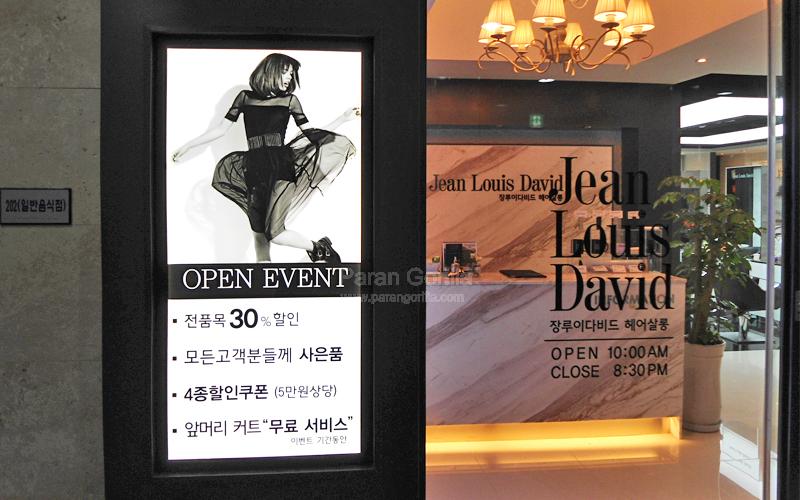 202(일반음식점)
OPEN EVENT
▪ 전품목 30%할인
▪ 모든고객분들께 사은품
▪ 4종할인쿠폰 (5만원상당)
▪ 앞머리 커트 "무료 서비스"
이벤트 기간동안
Paran Gorilla
www.parangorilla.com
Jean Louis David
장루이다비드 헤어살롱
Jean
Louis
David
INFORMATION
장루이다비드 헤어살롱
OPEN 10:00AM
CLOSE 8:30PM